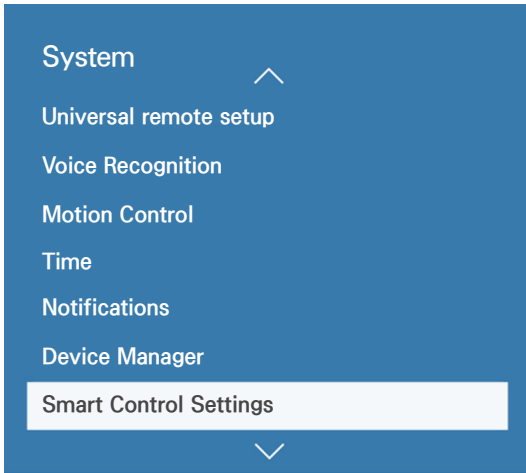 System
Universal remote setup
Voice Recognition
Motion Control
Time
Notifications
Device Manager
Smart Control Settings